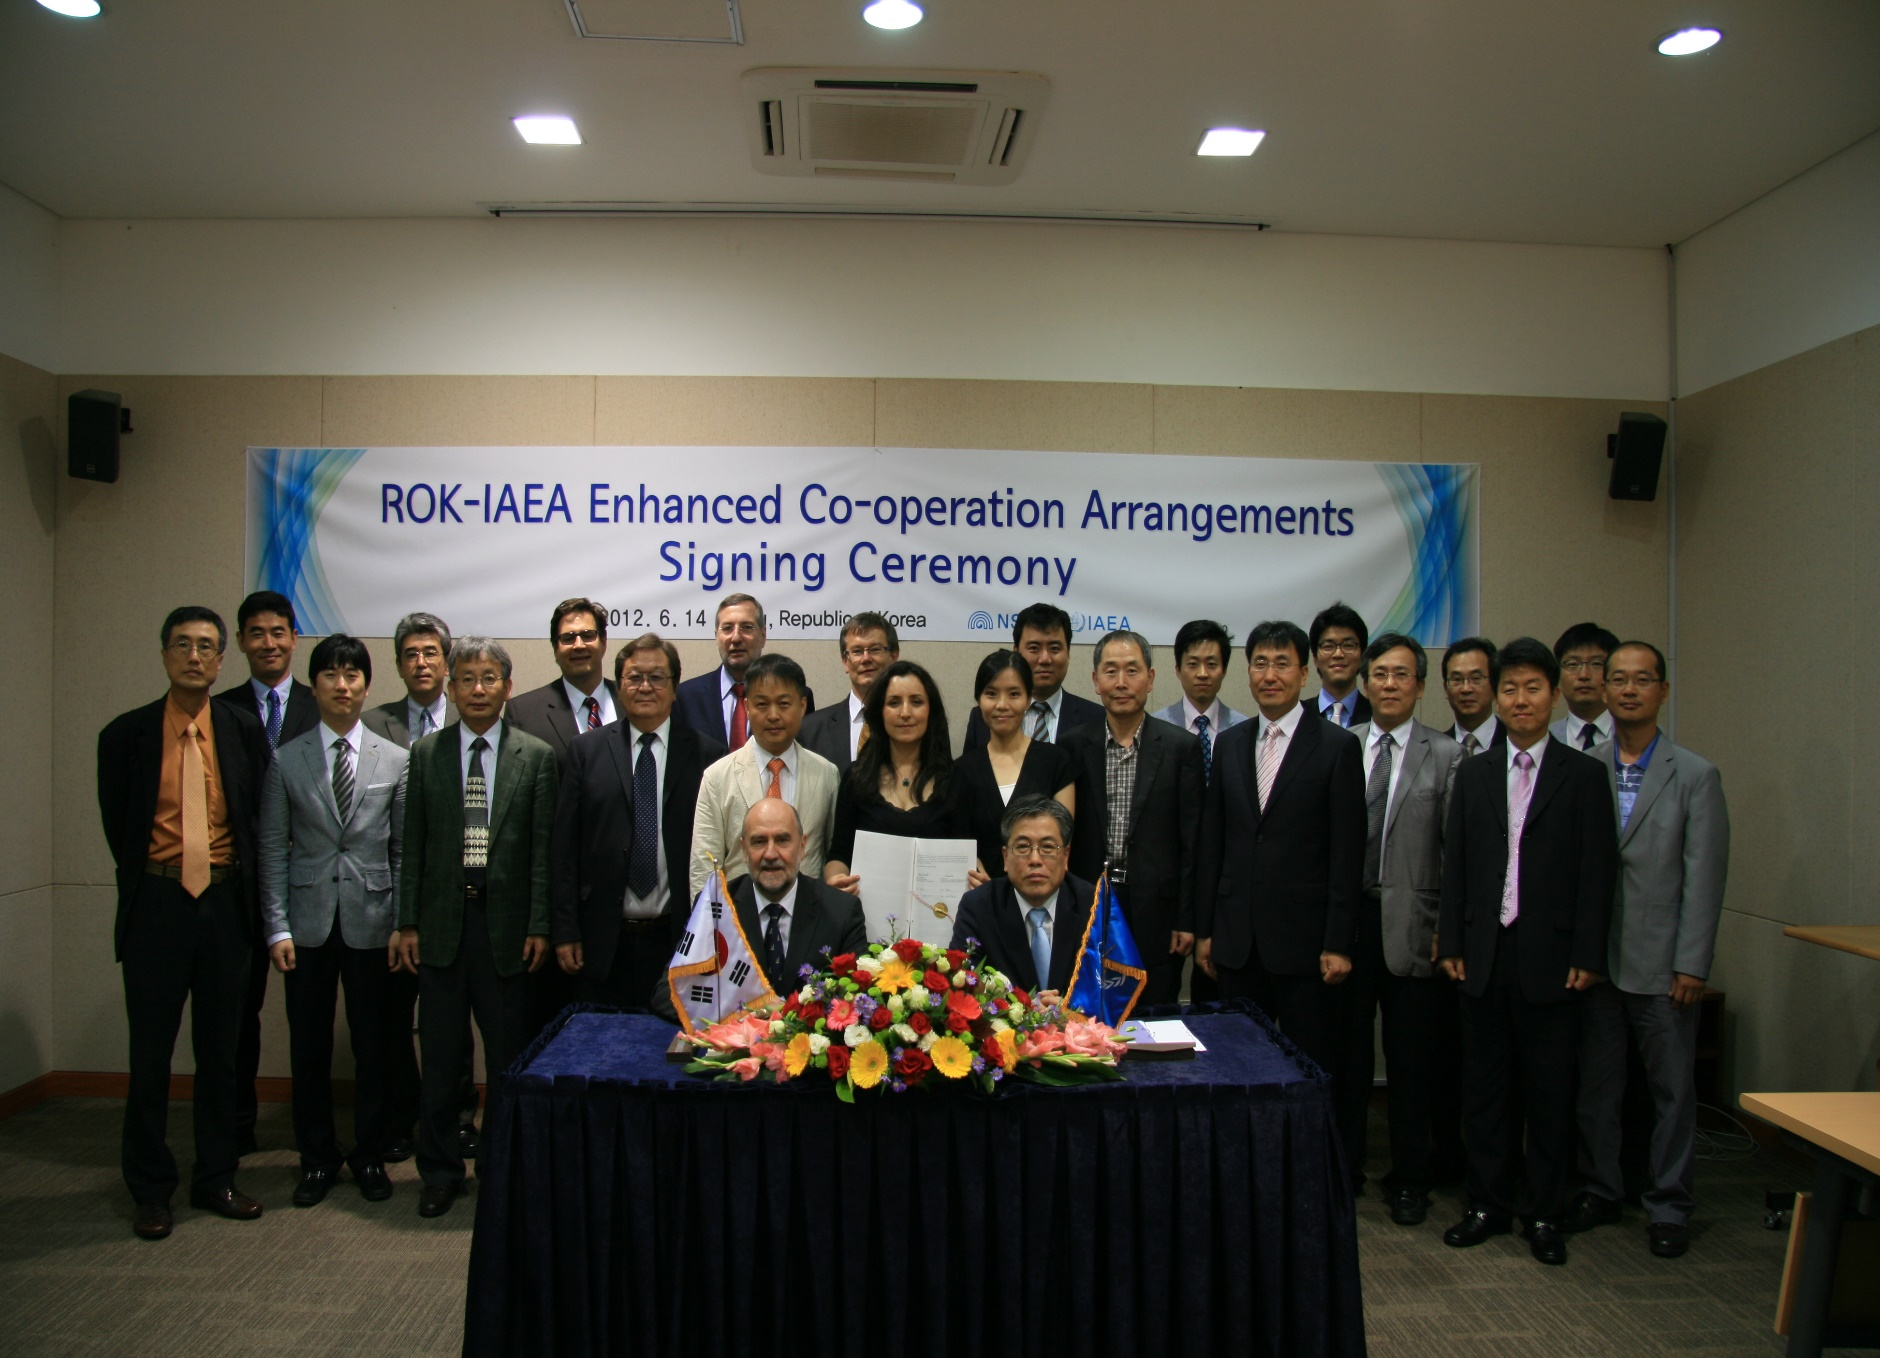 ROK-IAEA Enhanced Co-operation Arrangements
Signing Ceremony
2012. 6. 14 Republic Korea IAEA